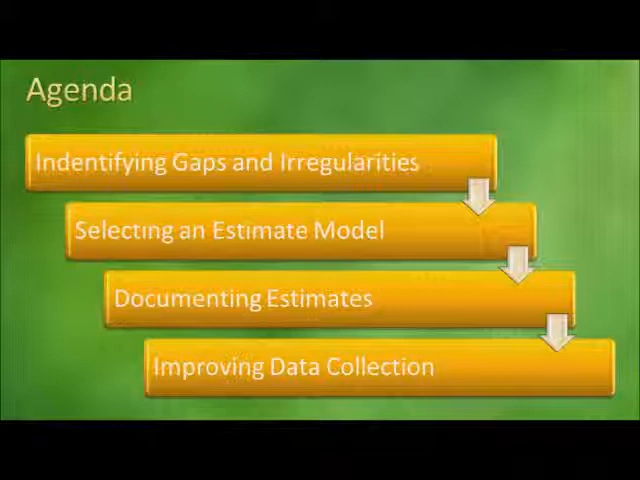 Agenda
Indentifying Gaps and Irregularities
Selecting an Estimate Model
Documenting Estimates
Improving Data Collection